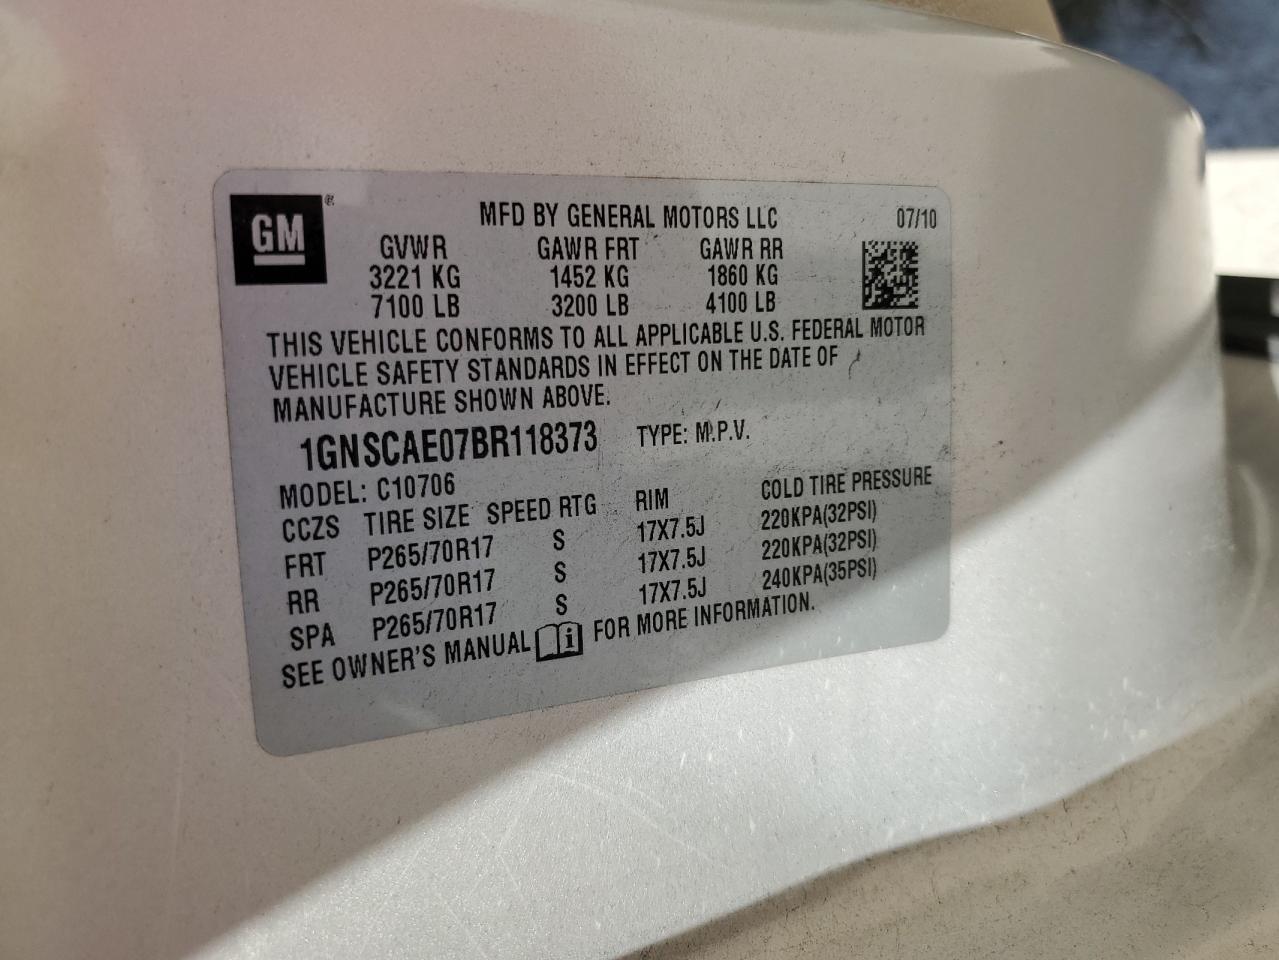 GM
MFD BY GENERAL MOTORS LLC 07/10
GVWR GAWR FRT GAWR RR
3221 KG 1452 KG 1860 KG
7100 LB 3200 LB 4100 LB
THIS VEHICLE CONFORMS TO ALL APPLICABLE U.S. FEDERAL MOTOR
VEHICLE SAFETY STANDARDS IN EFFECT ON THE DATE OF
MANUFACTURE SHOWN ABOVE.
1GNSCAE07BR118373 TYPE: M.P.V.
MODEL: C10706
CCZS TIRE SIZE SPEED RTG RIM COLD TIRE PRESSURE
FRT P265/70R17 S 17X7.5J 220KPA(32PSI)
RR P265/70R17 S 17X7.5J 220KPA(32PSI)
SPA P265/70R17 S 17X7.5J 240KPA(35PSI)
SEE OWNER'S MANUAL i FOR MORE INFORMATION.